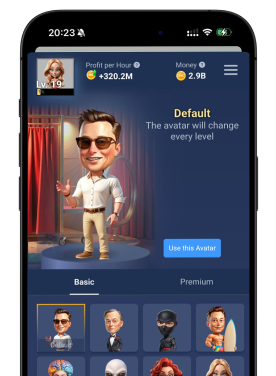 20:23
Profit per Hour ?
+320.2M
Money ?
2.9B
Lv. 19
Default
The avatar will change
every level
Use this Avatar
Basic
Premium
Default